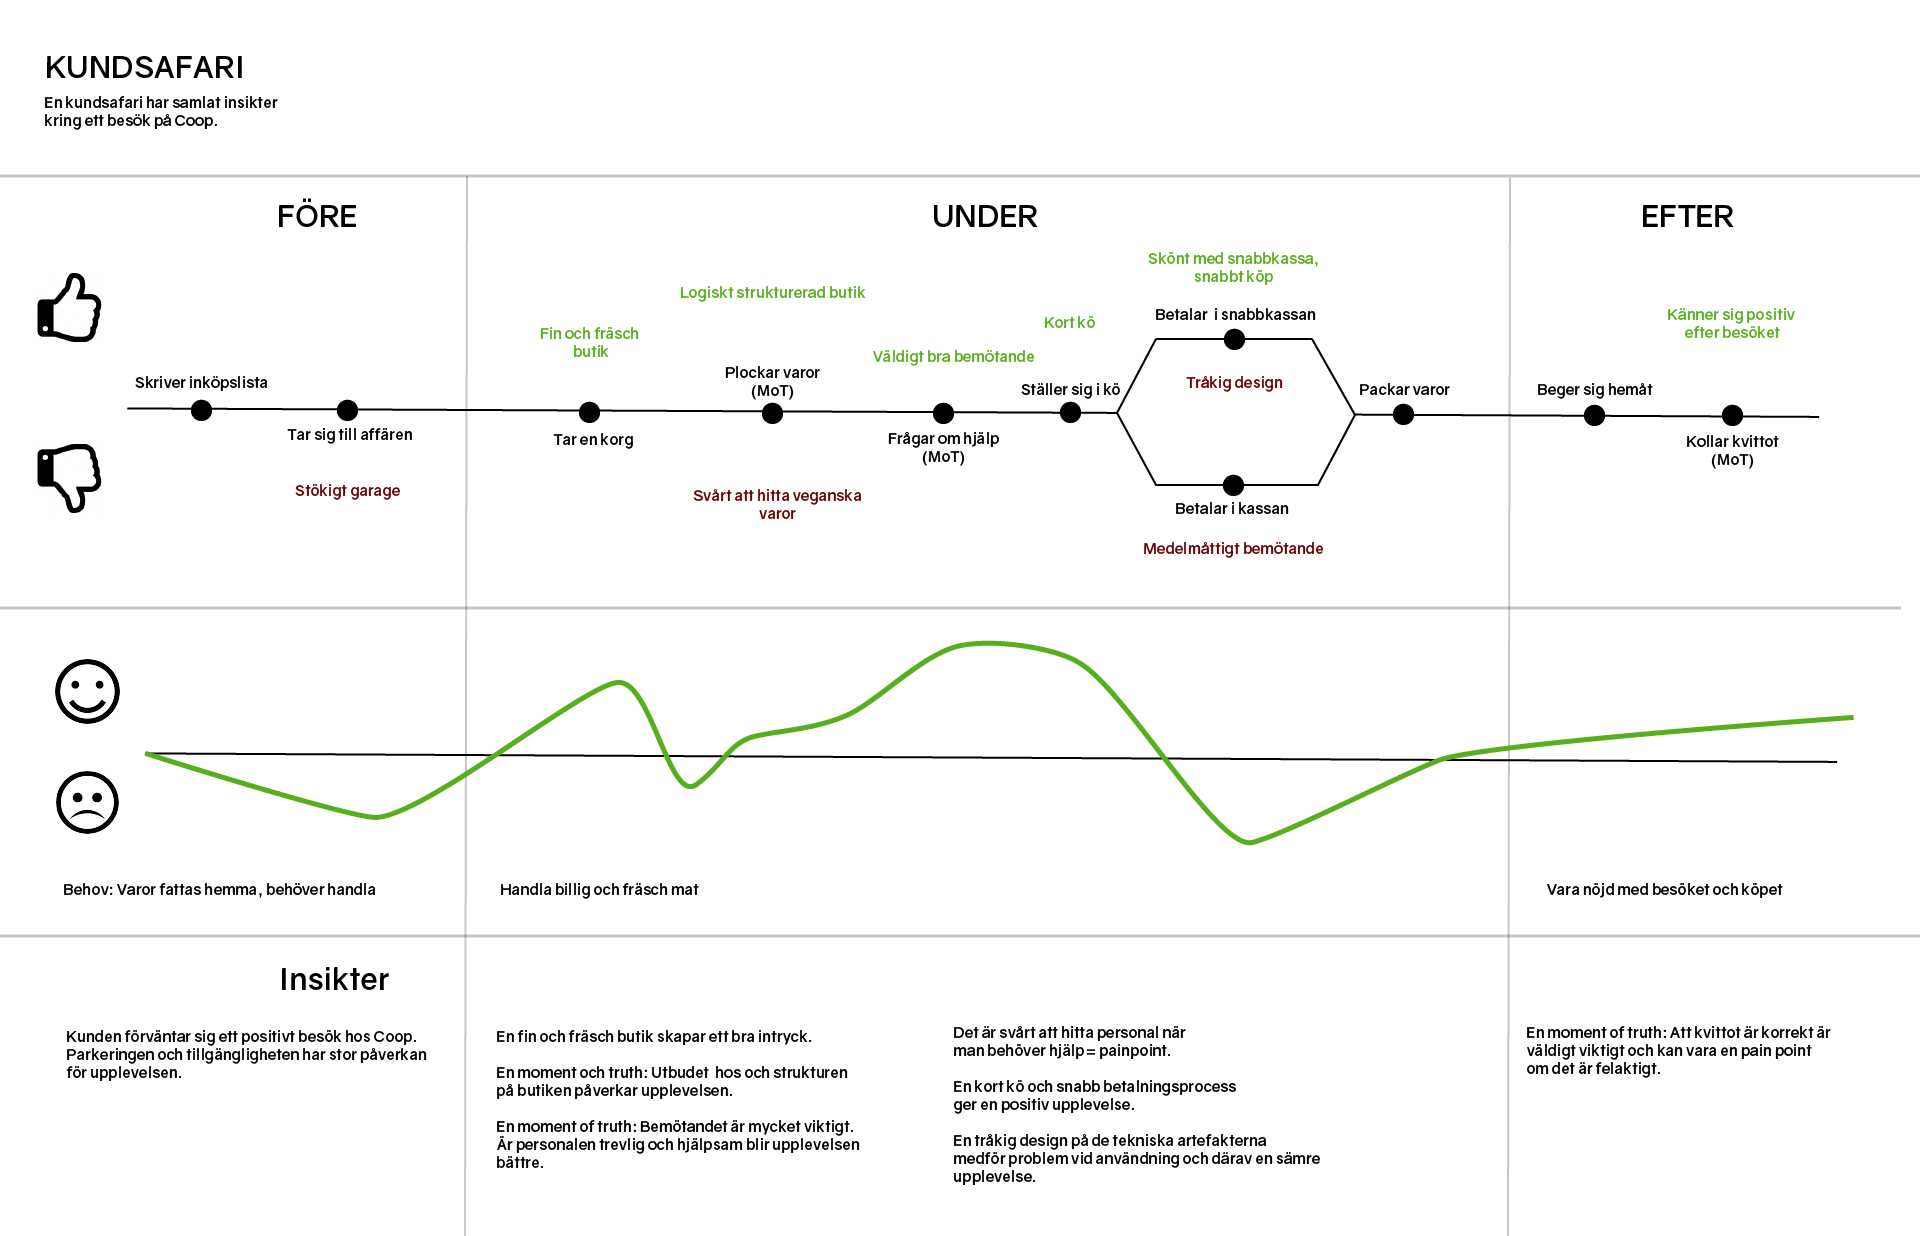 KUNDSAFARI
En kundsafari har samlat insikter
kring ett besök på Coop.
FÖRE
UNDER
EFTER
Skriver inköpslista
Tar sig till affären
Stökigt garage
Fin och fräsch
butik
Tar en korg
Logiskt strukturerad butik
Plockar varor
(MoT)
Svårt att hitta veganska
varor
Väldigt bra bemötande
Frågar om hjälp
(MoT)
Kort kö
Ställer sig i kö
Skönt med snabbkassa,
snabbt köp
Betalar i snabbkassan
Tråkig design
Betalar i kassan
Medelmåttigt bemötande
Packar varor
Beger sig hemåt
Känner sig positiv
efter besöket
Kollar kvittot
(MoT)
Behov: Varor fattas hemma, behöver handla
Handla billig och fräsch mat
Vara nöjd med besöket och köpet
Insikter
Kunden förväntar sig ett positivt besök hos Coop.
Parkeringen och tillgängligheten har stor påverkan
för upplevelsen.
En fin och fräsch butik skapar ett bra intryck.
En moment och truth: Utbudet hos och strukturen
på butiken påverkar upplevelsen.
En moment of truth: Bemötandet är mycket viktigt.
Är personalen trevlig och hjälpsam blir upplevelsen
bättre.
Det är svårt att hitta personal när
man behöver hjälp = painpoint.
En kort kö och snabb betalningsprocess
ger en positiv upplevelse.
En tråkig design på de tekniska artefakterna
medför problem vid användning och därav en sämre
upplevelse.
En moment of truth: Att kvittot är korrekt är
väldigt viktigt och kan vara en pain point
om det är felaktigt.